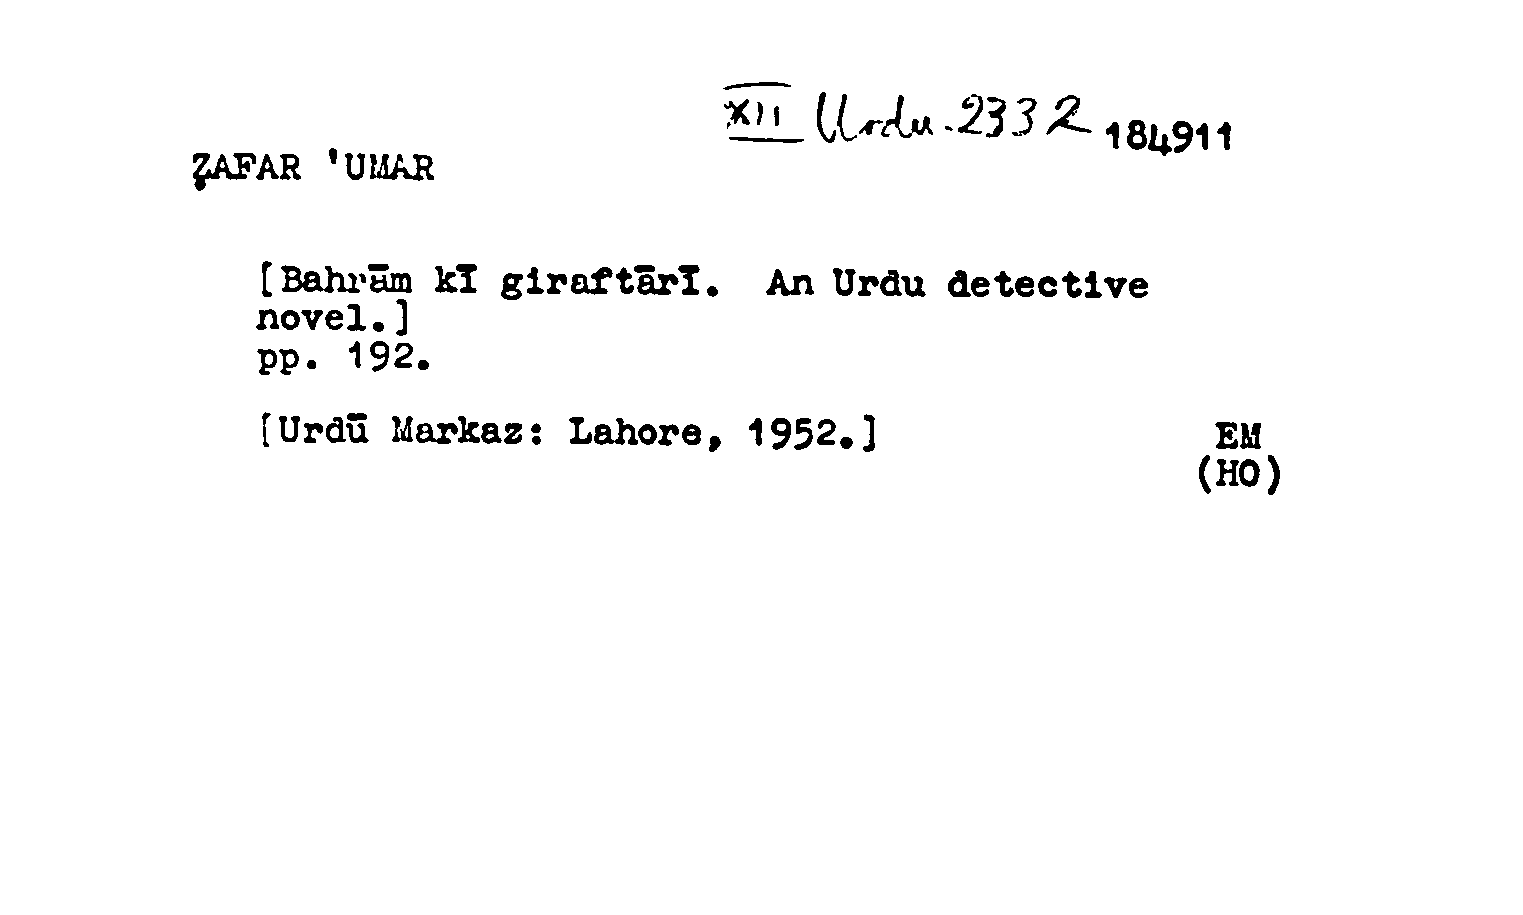 XII Urdu.2332 184911
ẒAFAR 'UMAR
[Bahrām kī giraftārī. An Urdu detective
novel.]
pp. 192.
[Urdū Markaz: Lahore, 1952.]
EM
(HO)